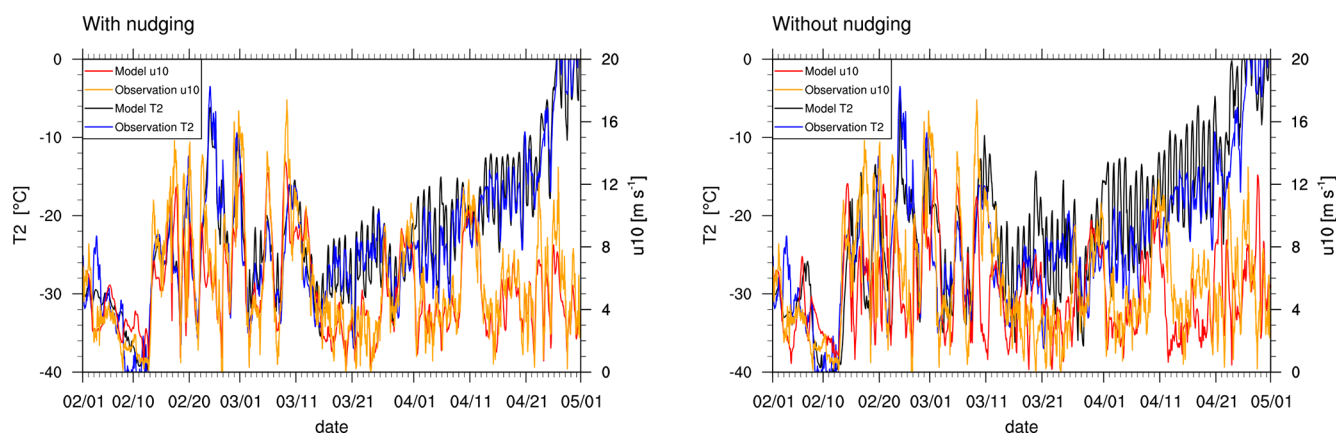 With nudging
T2 [°C]
0
-10
-20
-30
-40
Model u10
Observation u10
Model T2
Observation T2
20
16
12
8
4
0
u10 [m s-1]
02/01 02/10 02/20 03/01 03/11 03/21 04/01 04/11 04/21 05/01
date
Without nudging
T2 [°C]
0
-10
-20
-30
-40
Model u10
Observation u10
Model T2
Observation T2
20
16
12
8
4
0
u10 [m s-1]
02/01 02/10 02/20 03/01 03/11 03/21 04/01 04/11 04/21 05/01
date